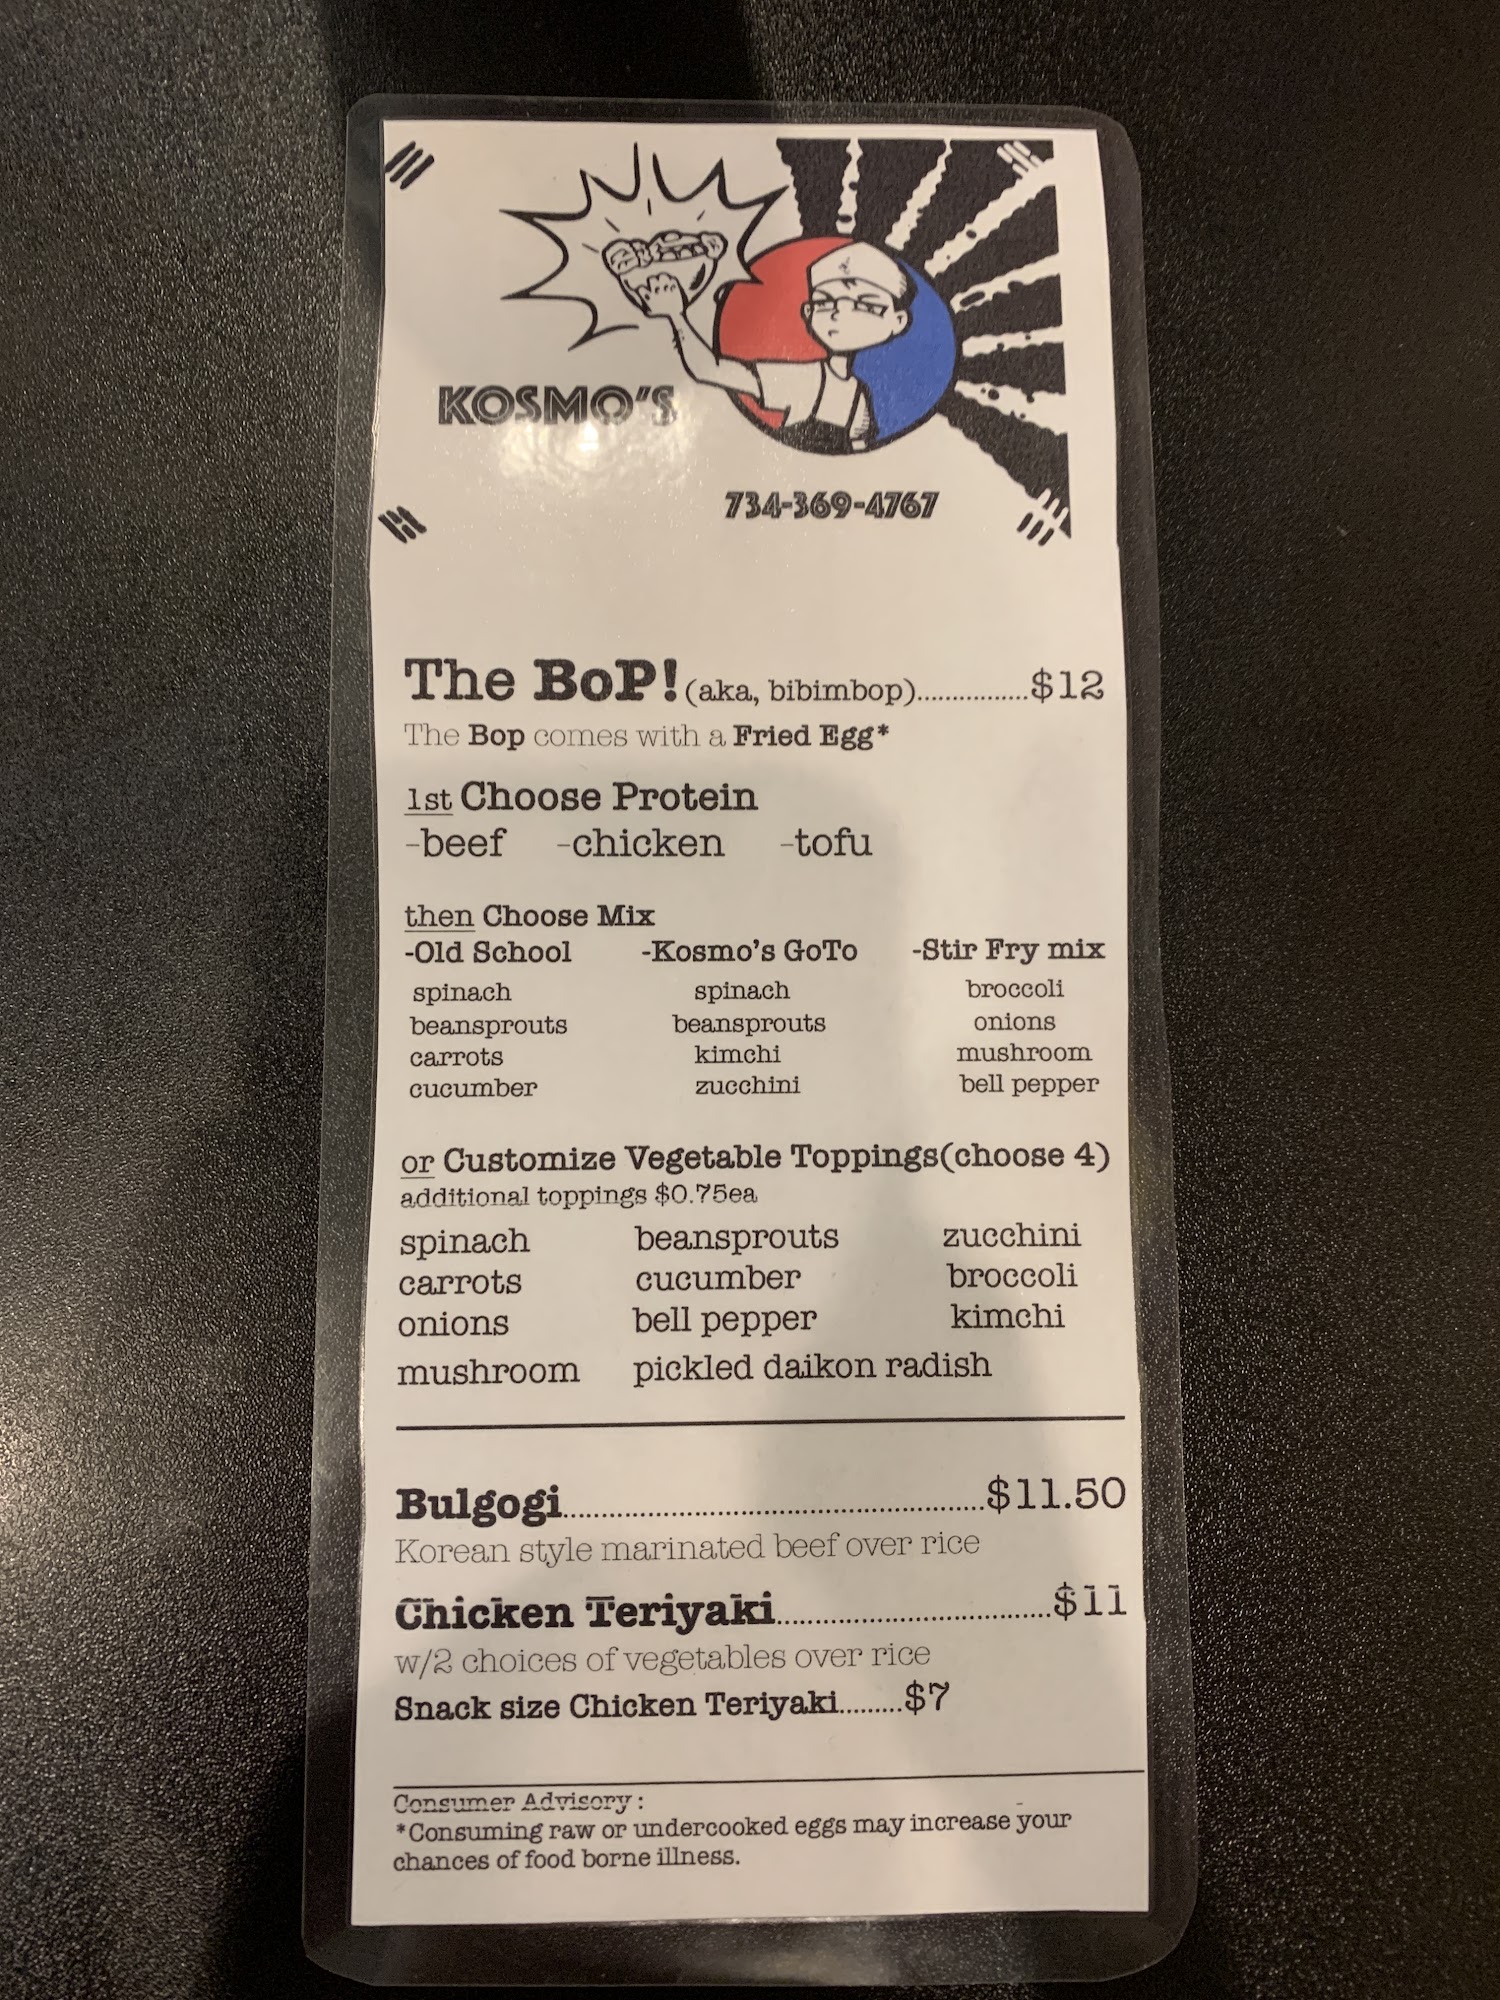 KOSMO'S
734-369-4767
The BoP! (aka, bibimbop)................$12
The Bop comes with a Fried Egg*
1st Choose Protein
-beef -chicken -tofu
then Choose Mix
-Old School -Kosmo's GoTo -Stir Fry mix
spinach spinach broccoli
beansprouts beansprouts onions
carrots kimchi mushroom
cucumber zucchini bell pepper
or Customize Vegetable Toppings(choose 4)
additional toppings $0.75ea
spinach beansprouts zucchini
carrots cucumber broccoli
onions bell pepper kimchi
mushroom pickled daikon radish
Bulgogi..................................................$11.50
Korean style marinated beef over rice
Chicken Teriyaki...................................$11
w/2 choices of vegetables over rice
Snack size Chicken Teriyaki.........$7
Consumer Advisory:
*Consuming raw or undercooked eggs may increase your
chances of food borne illness.